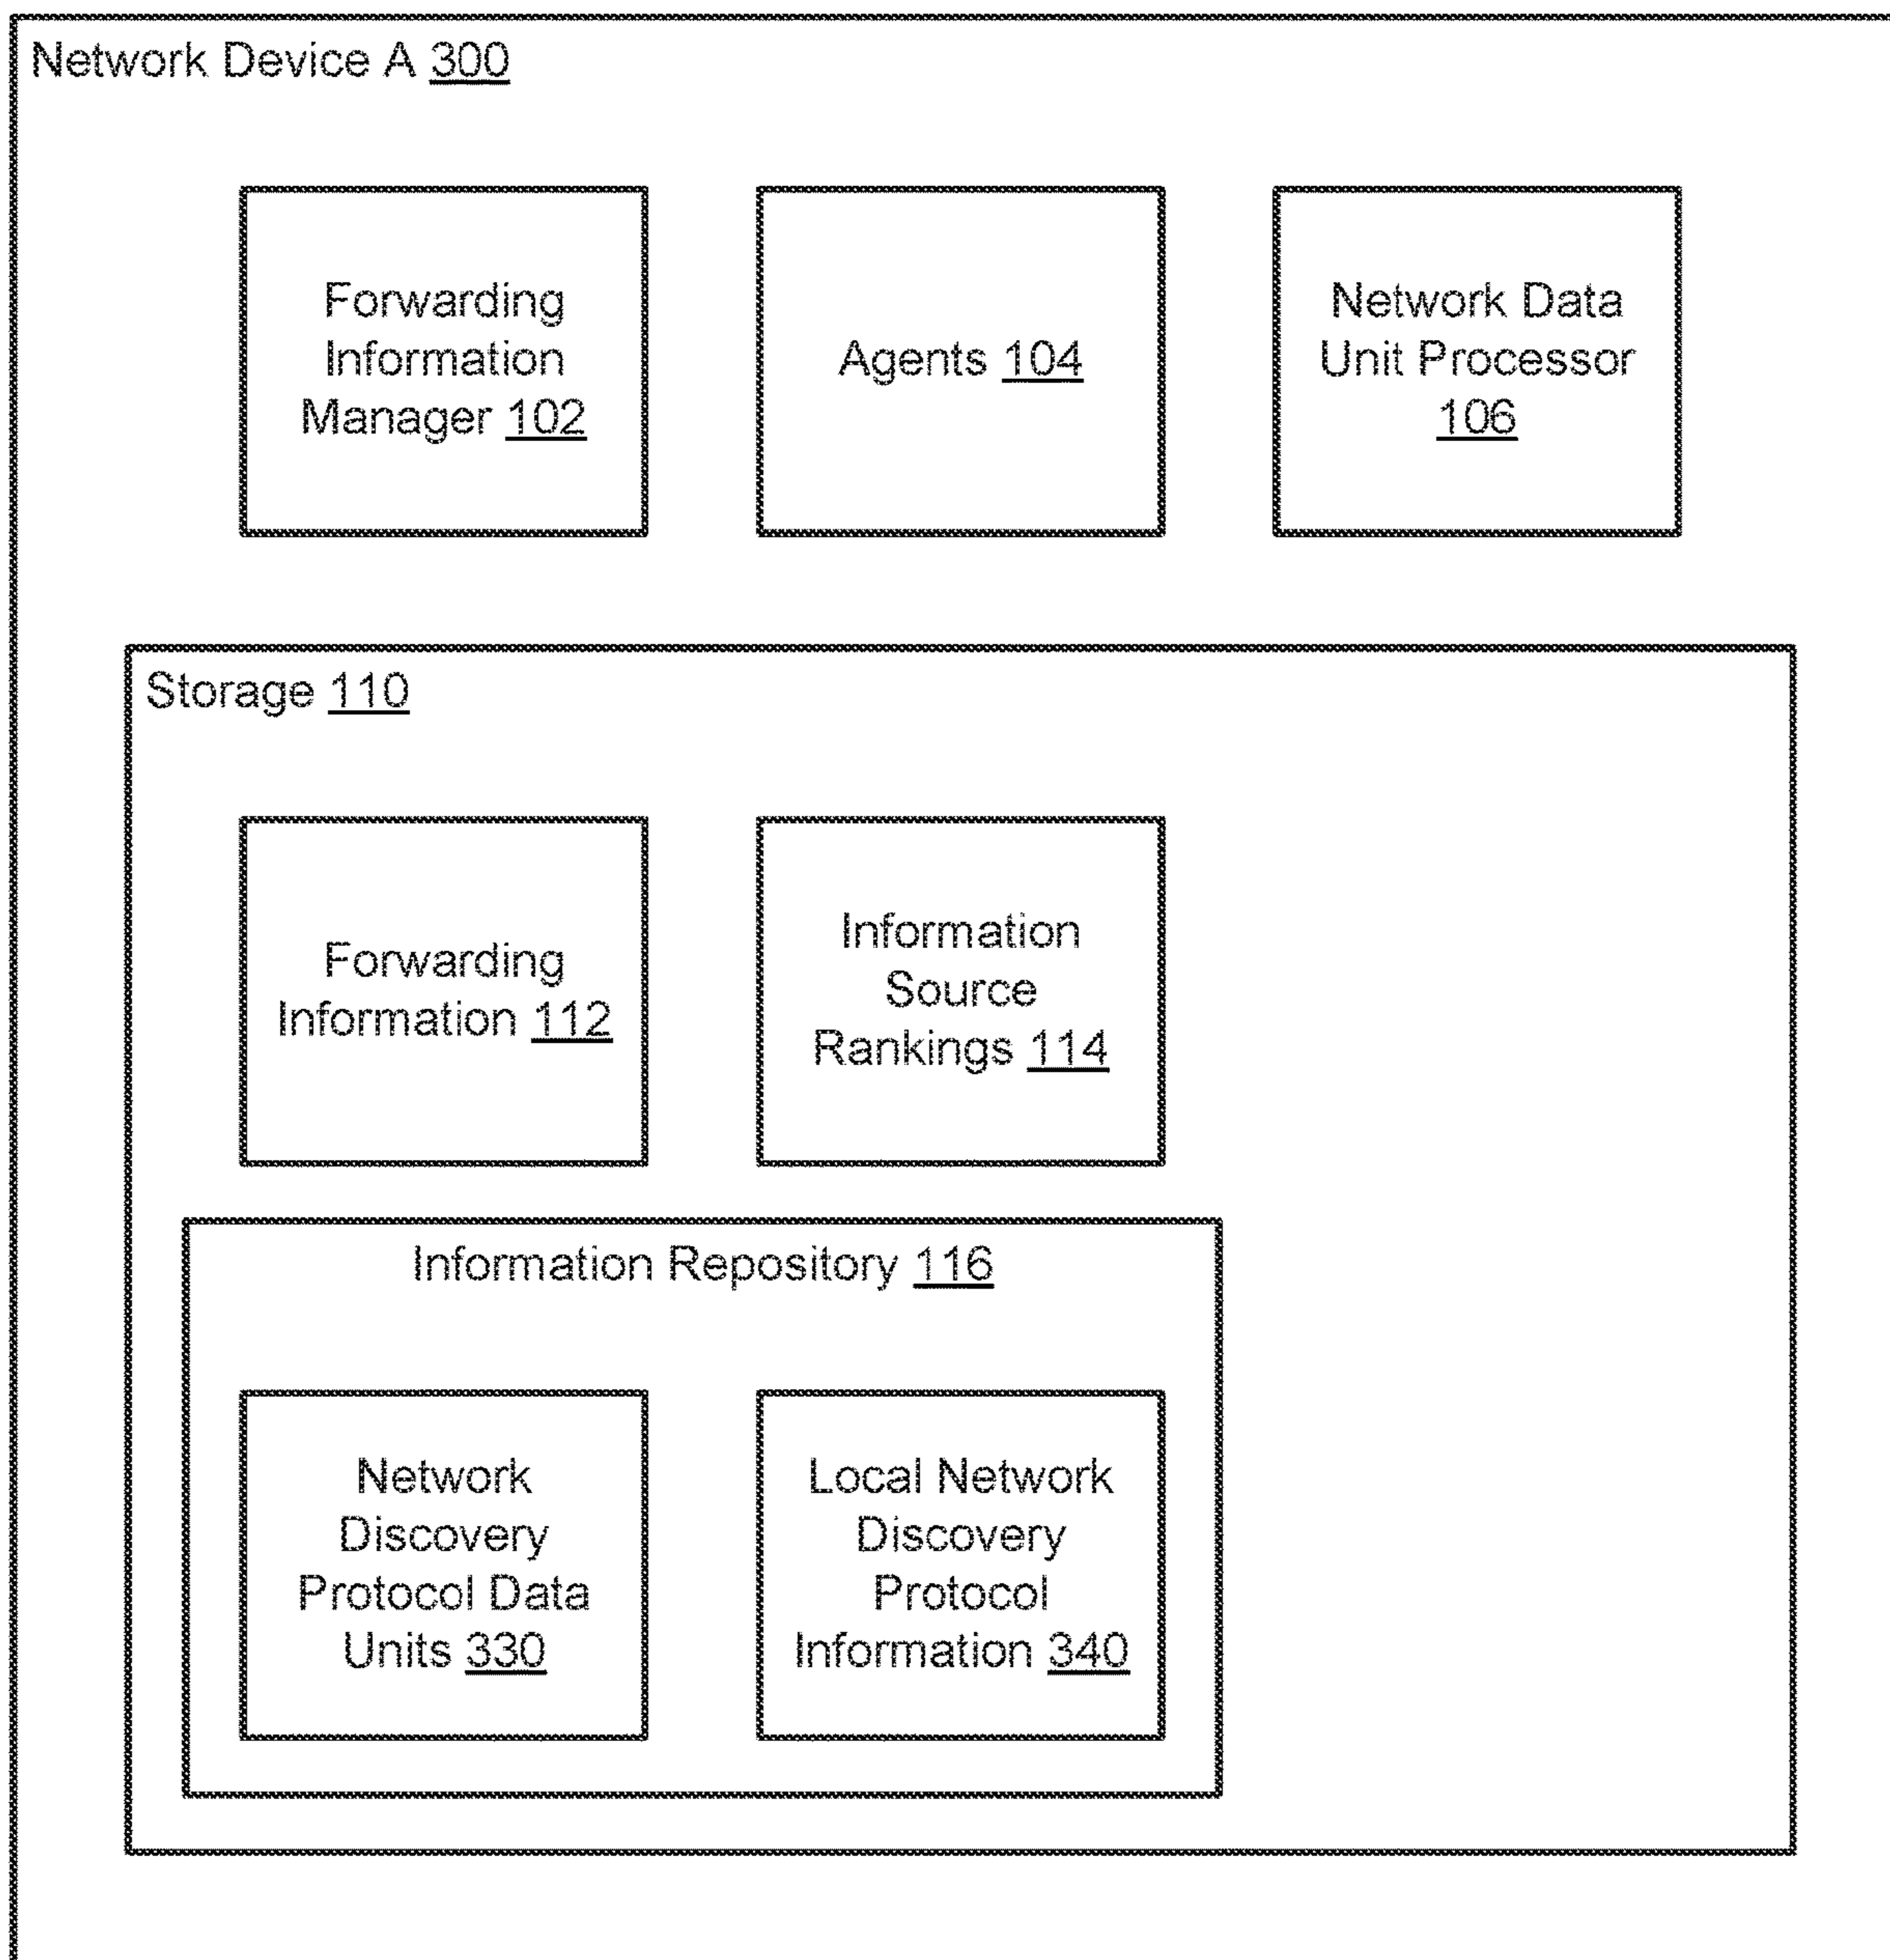 Network Device A 300
Forwarding
Information
Manager 102
Agents 104
Network Data
Unit Processor
106
Storage 110
Forwarding
Information 112
Information
Source
Rankings 114
Information Repository 116
Network
Discovery
Protocol Data
Units 330
Local Network
Discovery
Protocol
Information 340